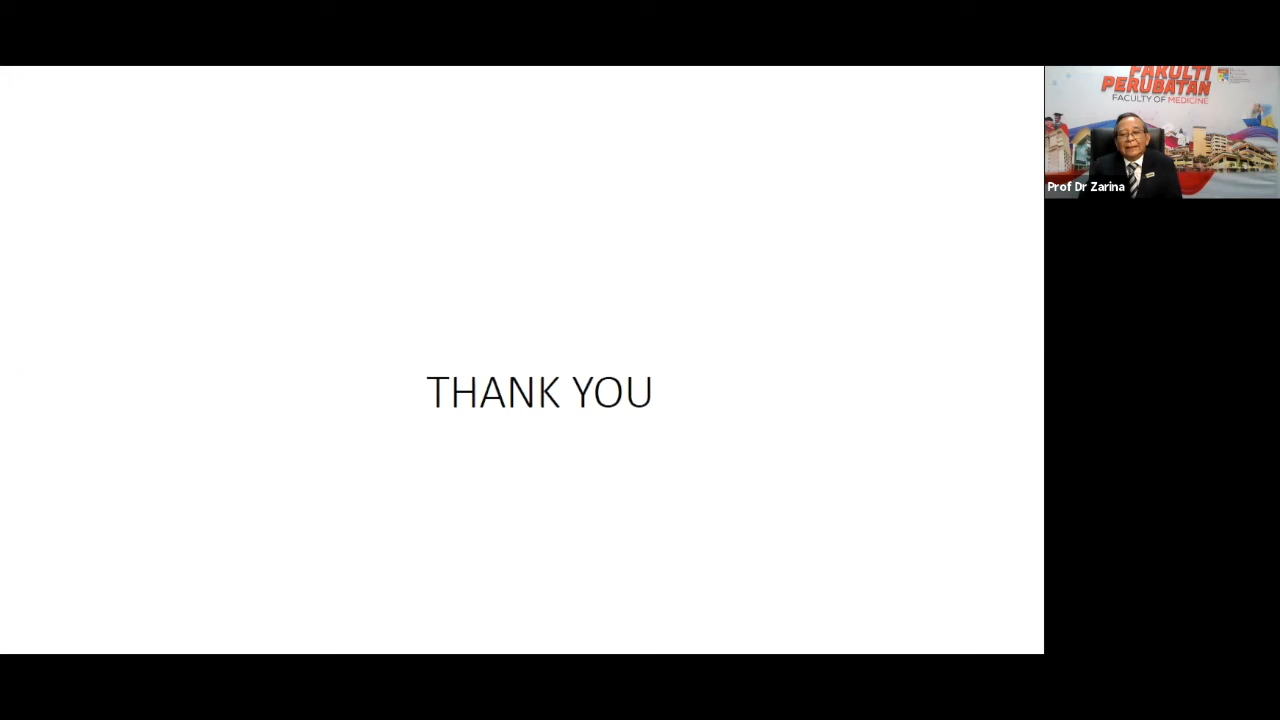 THANK YOU
FAKULTI
PERUBATAN
FACULTY OF MEDICINE
Prof Dr Zarina